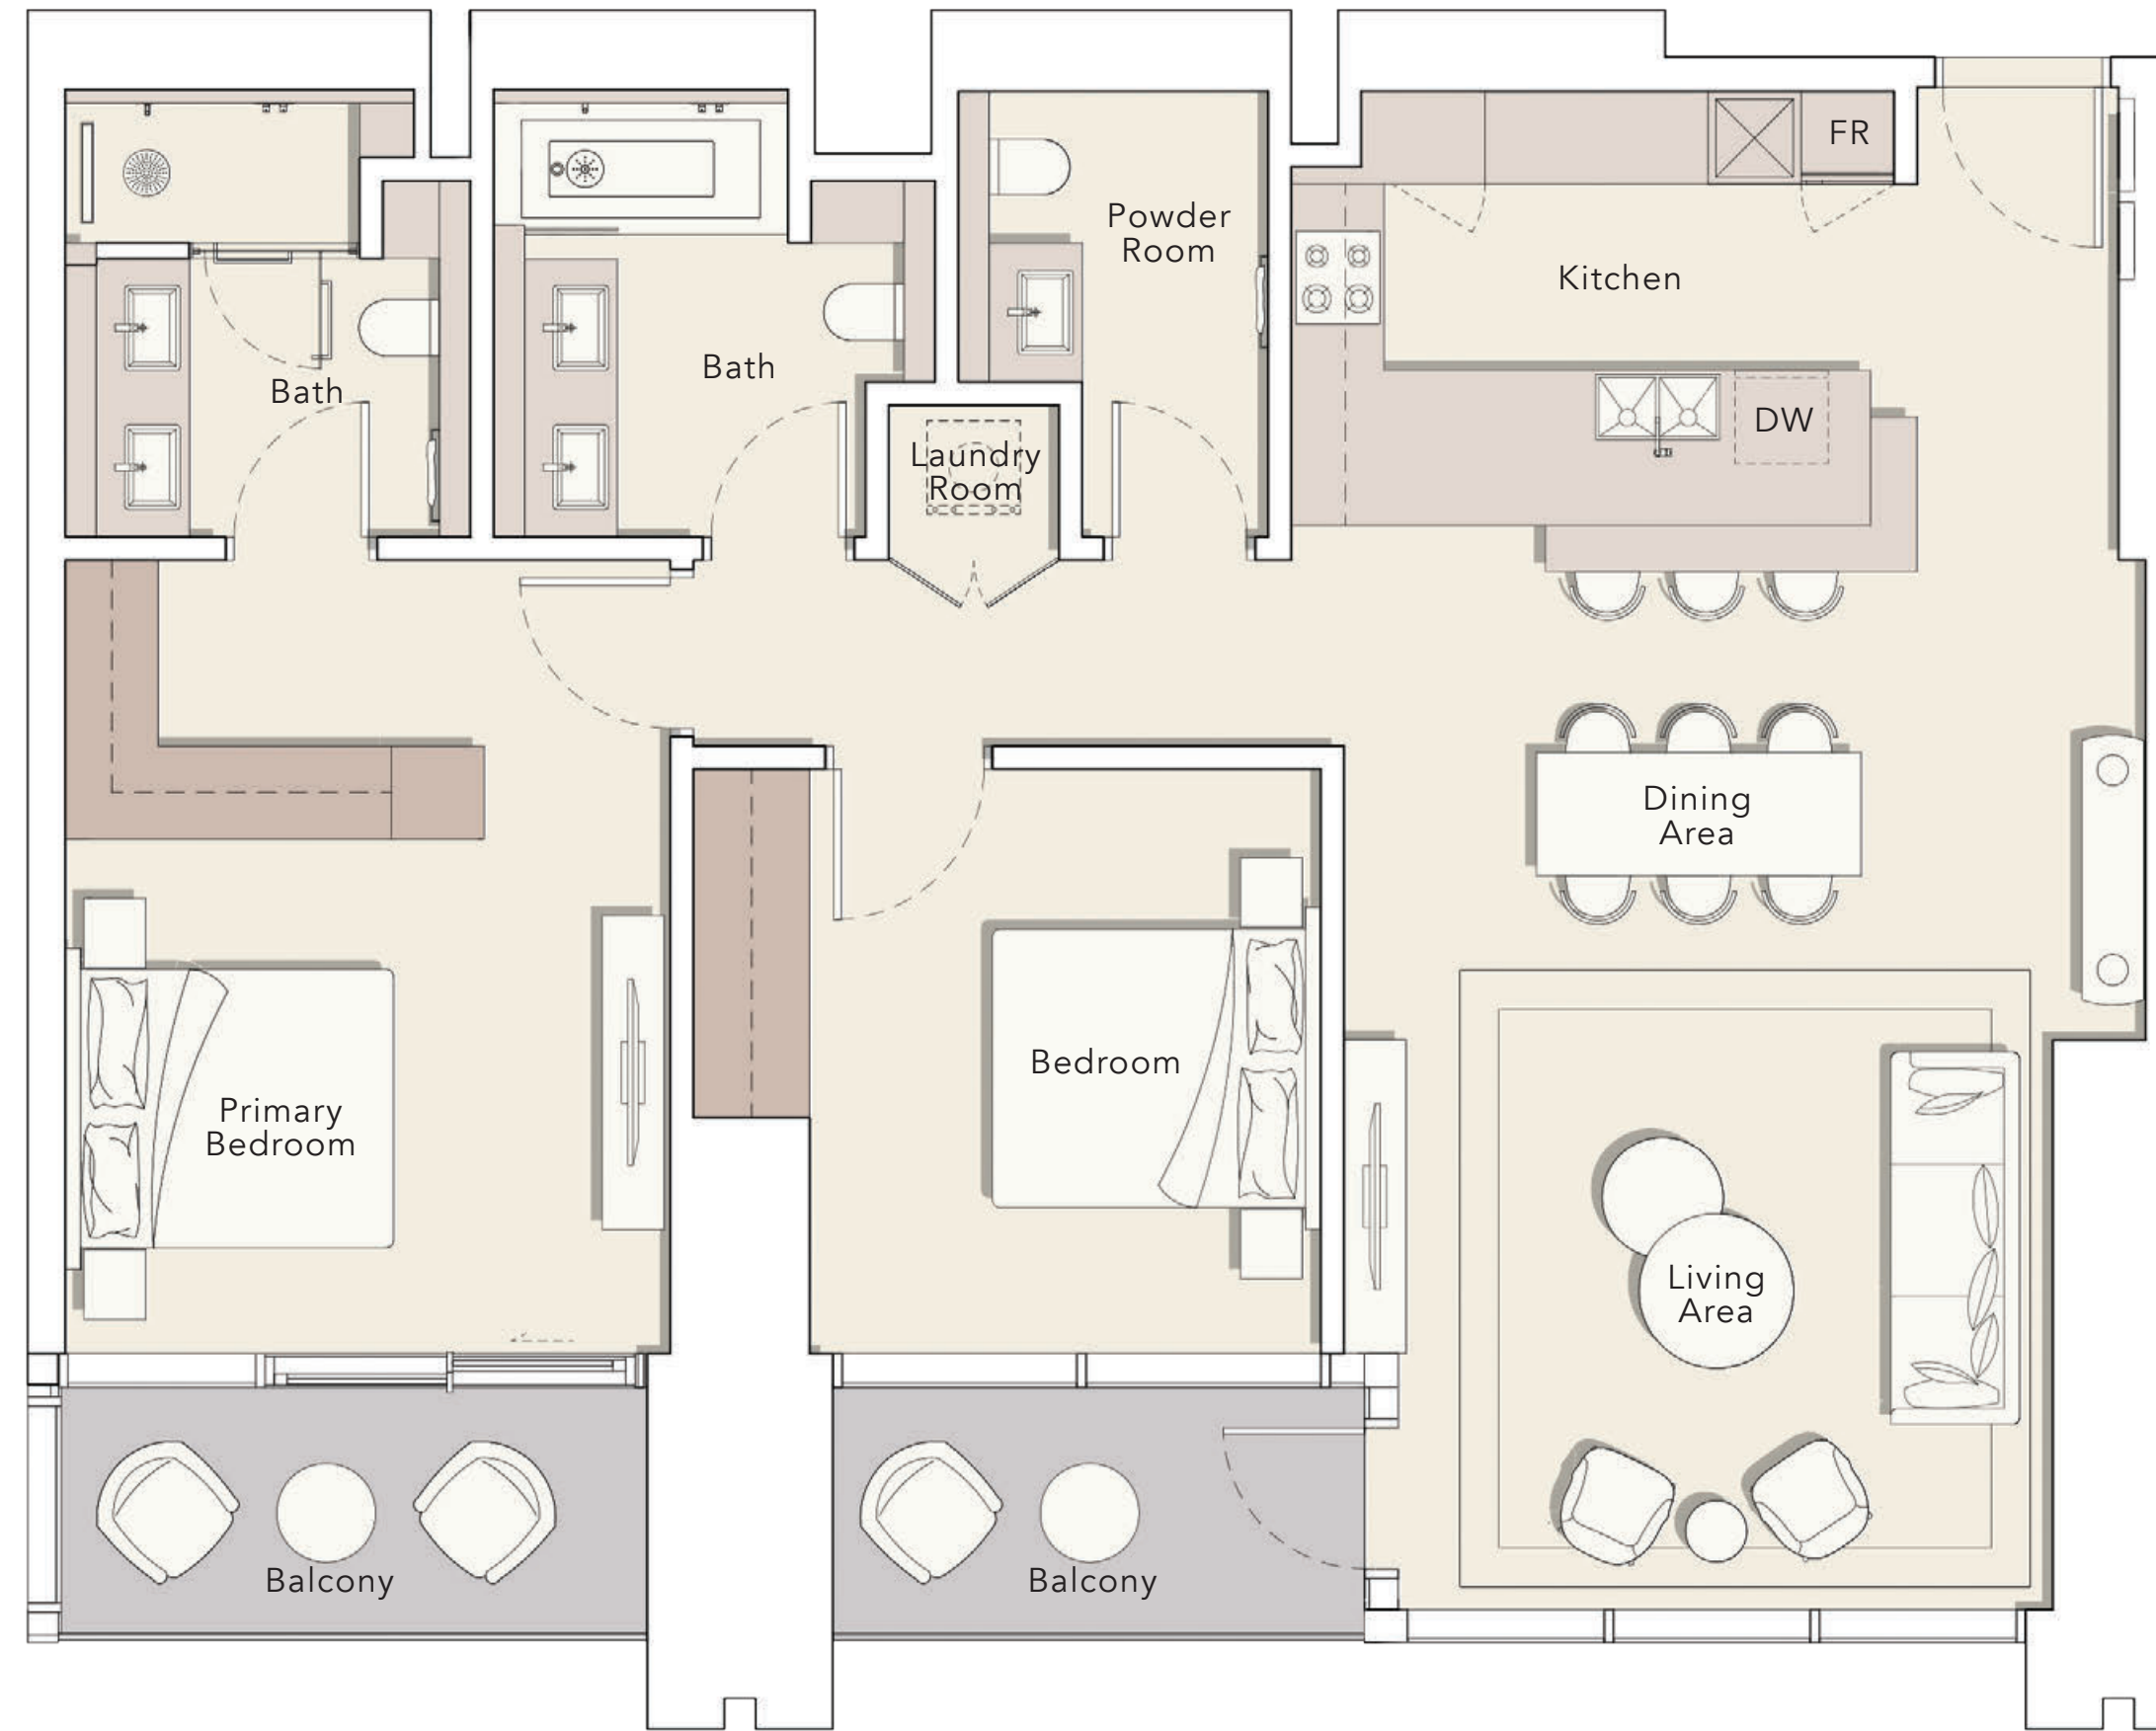 FR
Powder
Room
Kitchen
Bath
Bath
DW
Laundry
Room
Dining
Area
Bedroom
Primary
Bedroom
Living
Area
Balcony
Balcony